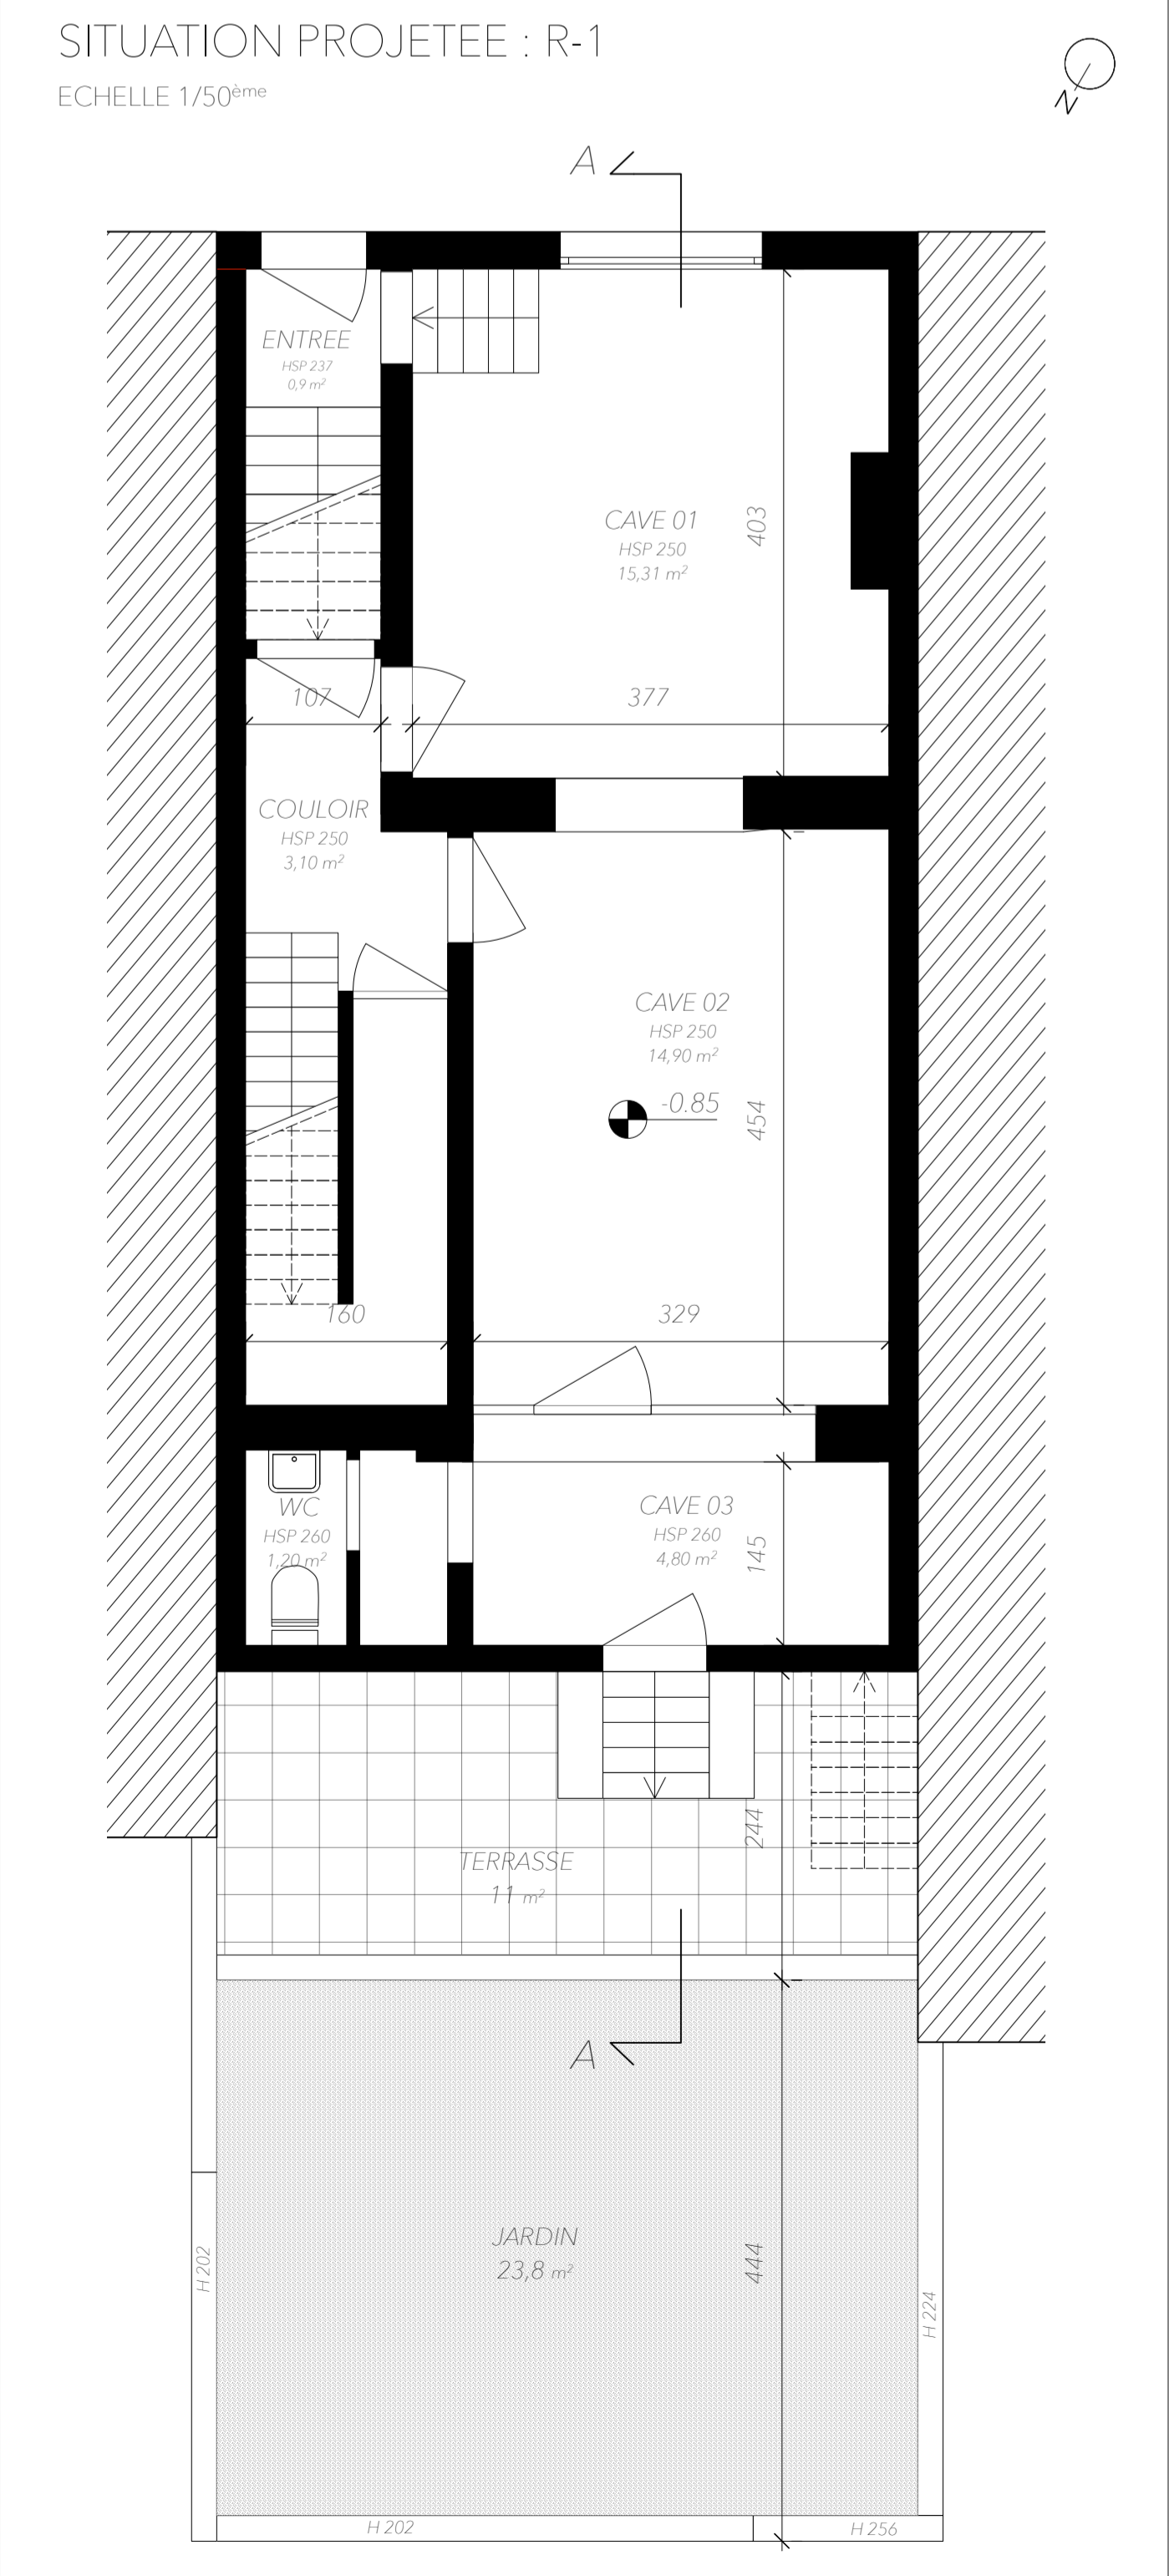 SITUATION PROJETEE : R-1
ECHELLE 1/50ème
N
A
ENTREE
HSP 237
0,9 m²
CAVE 01
HSP 250
15,31 m²
403
107
377
COULOIR
HSP 250
3,10 m²
CAVE 02
HSP 250
14,90 m²
-0.85
454
160
329
WC
HSP 260
1,20 m²
CAVE 03
HSP 260
4,80 m²
145
244
TERRASSE
11 m²
A
JARDIN
23,8 m²
444
H 202
H 224
H 202
H 256